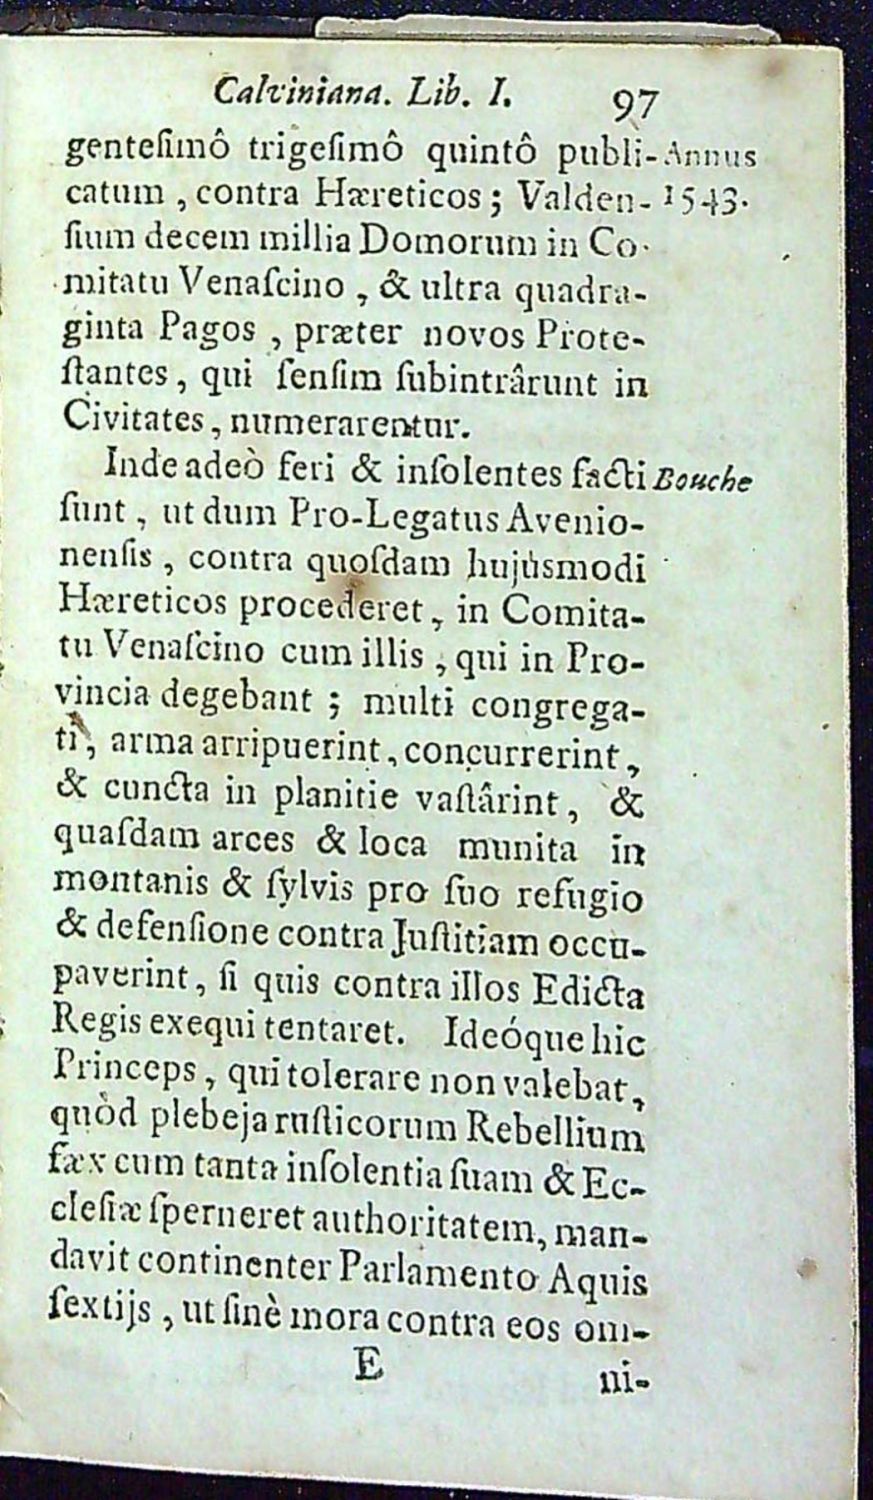 Calviniana. Lib. I. 97
genteſimô trigeſimô quintô publi- Annus
catum , contra Hæreticos ; Valden- 1543.
ſium decem millia Domorum in Co-
mitatu Venaſcino , & ultra quadra-
ginta Pagos , præter novos Prote-
ſtantes , qui ſenſim ſubintrârunt in
Civitates , numerarentur.
Inde adeò feri & inſolentes facti Bouche
ſunt , ut dum Pro-Legatus Avenio-
nenſis , contra quoſdam hujùsmodi
Hæreticos procederet , in Comita-
tu Venaſcino cum illis , qui in Pro-
vincia degebant ; multi congrega-
ti , arma arripuerint , concurrerint ,
& cuncta in planitie vaſtârint , &
quaſdam arces & loca munita in
montanis & ſylvis pro ſuo refugio
& defenſione contra Juſtitiam occu-
paverint , ſi quis contra illos Edicta
Regis exequi tentaret. Ideóque hic
Princeps , qui tolerare non valebat ,
quòd plebeja ruſticorum Rebellium
fæx cum tanta inſolentia ſuam & Ec-
cleſiæ ſperneret authoritatem, man-
davit continenter Parlamento Aquis
ſextijs , ut ſinè mora contra eos om-
E ni-